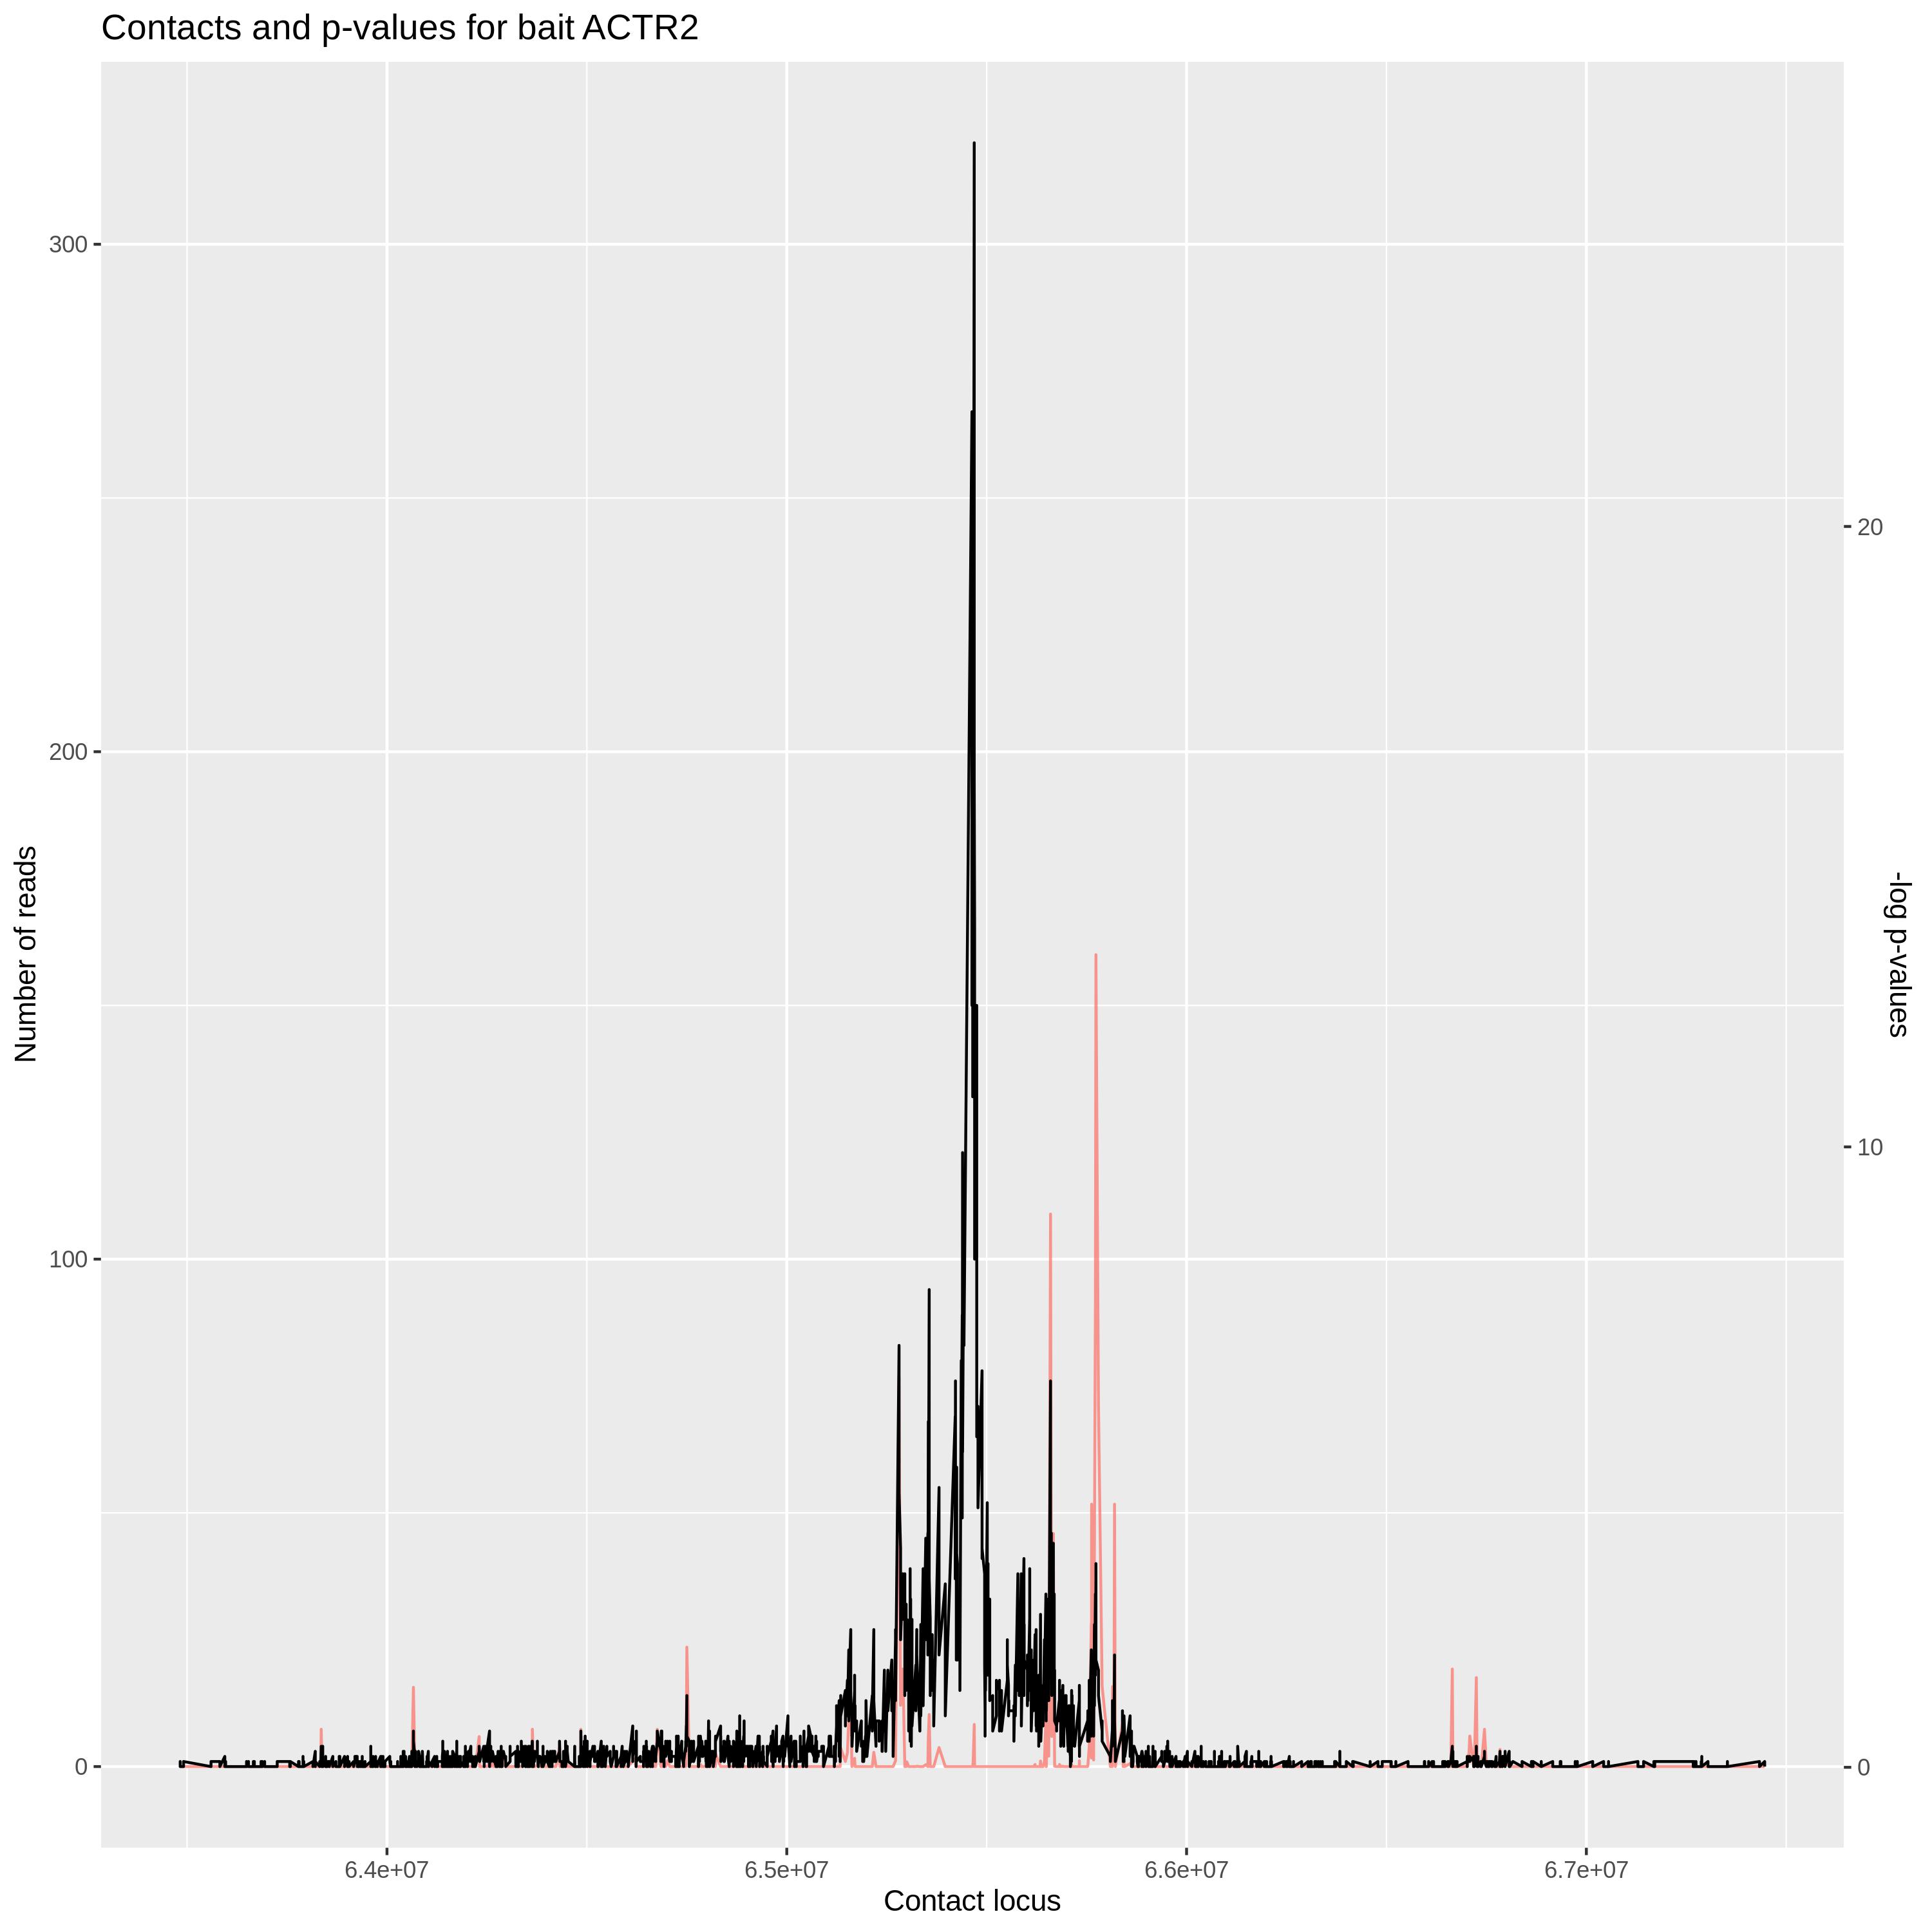 Contacts and p-values for bait ACTR2
300
200
100
0
Number of reads
20
10
0
-log p-values
6.4e+07
6.5e+07
6.6e+07
6.7e+07
Contact locus